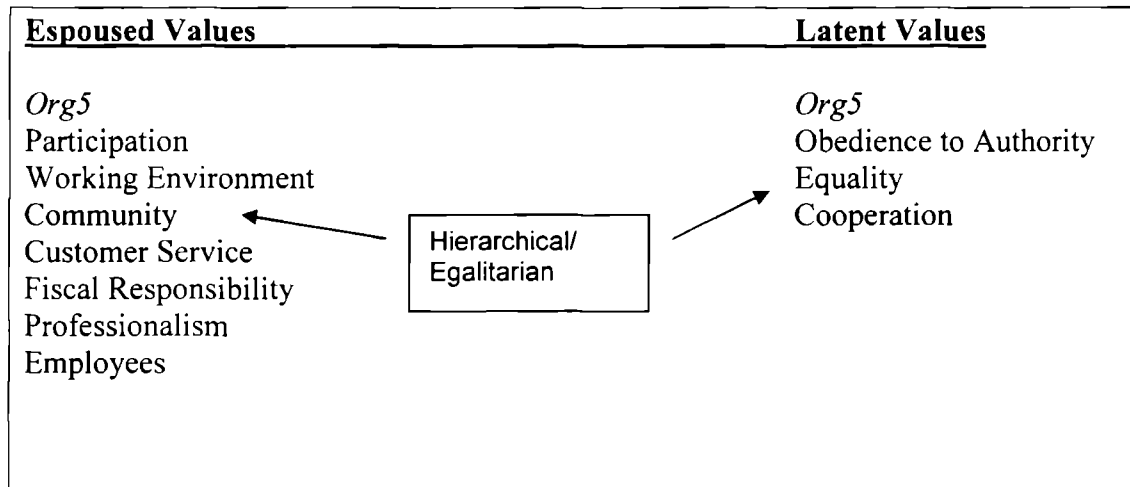 Espoused Values
Org5
Participation
Working Environment
Community
Customer Service
Fiscal Responsibility
Professionalism
Employees
Hierarchical/
Egalitarian
Latent Values
Org5
Obedience to Authority
Equality
Cooperation